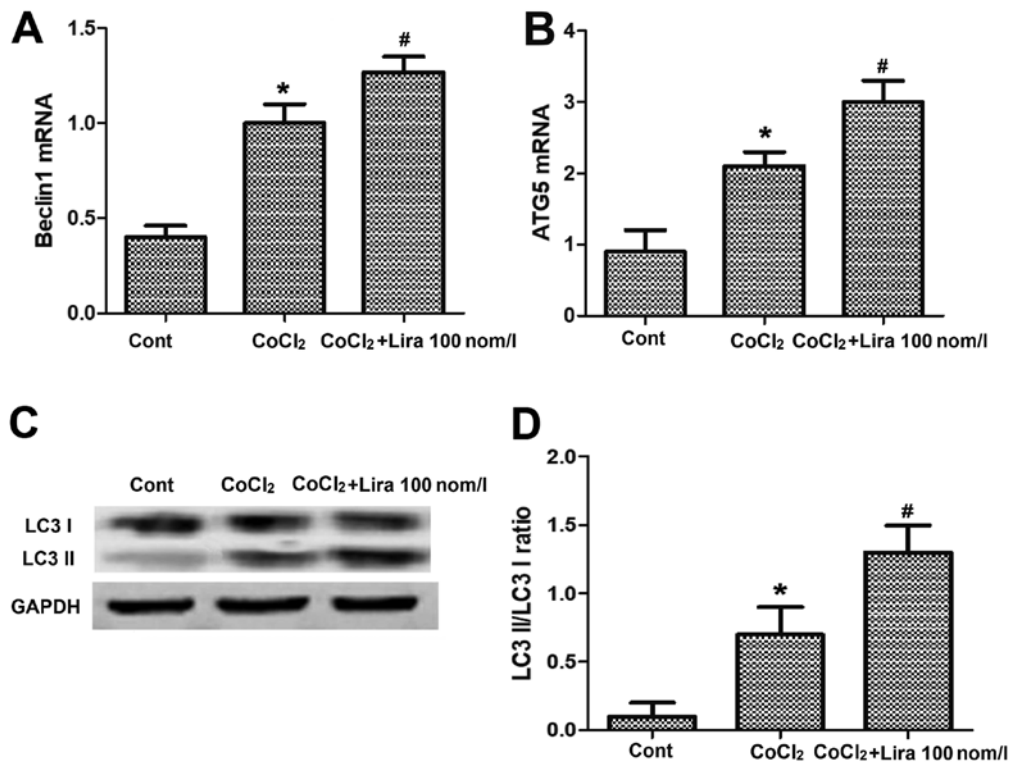 A
Beclin1 mRNA
1.5
1.0
0.5
0.0
*
#
Cont
CoCl₂
CoCl₂+Lira 100 nom/l
B
ATG5 mRNA
4
3
2
1
0
*
#
Cont
CoCl₂
CoCl₂+Lira 100 nom/l
C
Cont
CoCl₂
CoCl₂+Lira 100 nom/l
LC3 I
LC3 II
GAPDH
D
LC3 II/LC3 I ratio
2.0
1.5
1.0
0.5
0.0
*
#
Cont
CoCl₂
CoCl₂+Lira 100 nom/l